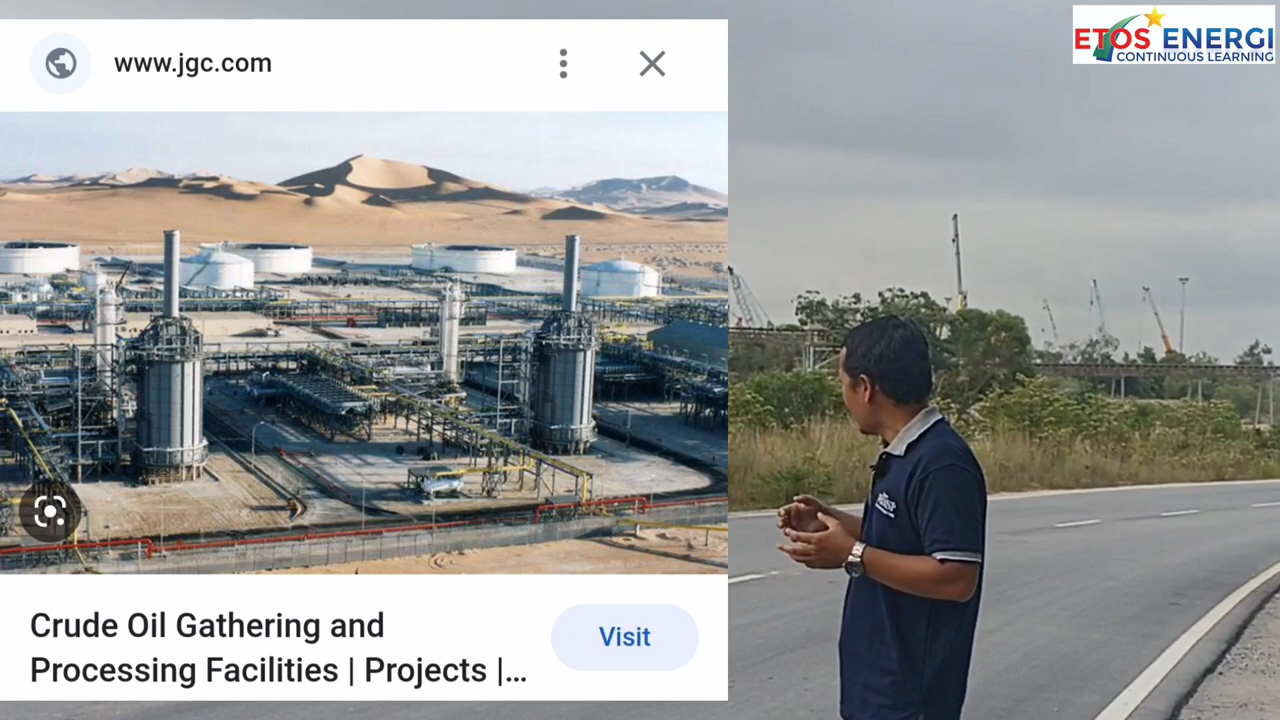 www.jgc.com
Crude Oil Gathering and
Processing Facilities | Projects |...
Visit
ETOS ENERGI
CONTINUOUS LEARNING